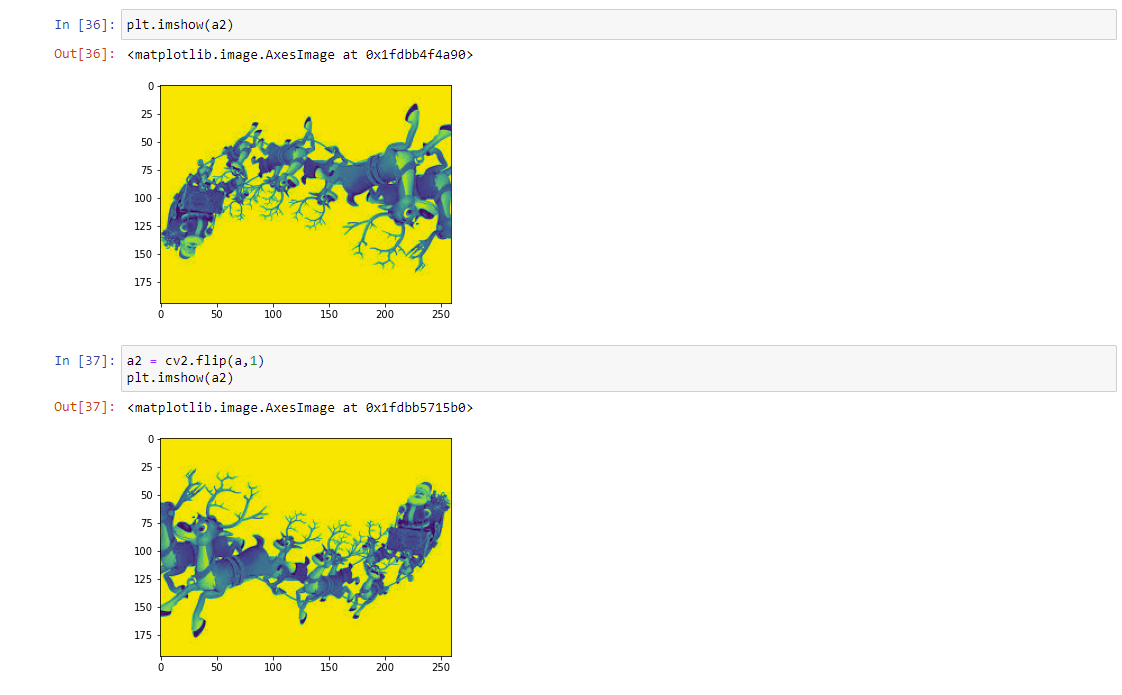 In [36]: plt.imshow(a2)
Out[36]: <matplotlib.image.AxesImage at 0x1fdbb4f4a90>
0
25
50
75
100
125
150
175
0 50 100 150 200 250
In [37]: a2 = cv2.flip(a,1)
plt.imshow(a2)
Out[37]: <matplotlib.image.AxesImage at 0x1fdbb5715b0>
0
25
50
75
100
125
150
175
0 50 100 150 200 250